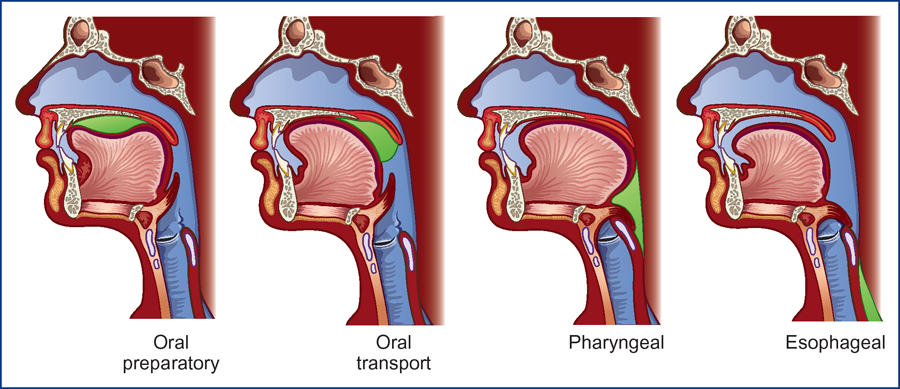 Oral
preparatory
Oral
transport
Pharyngeal
Esophageal